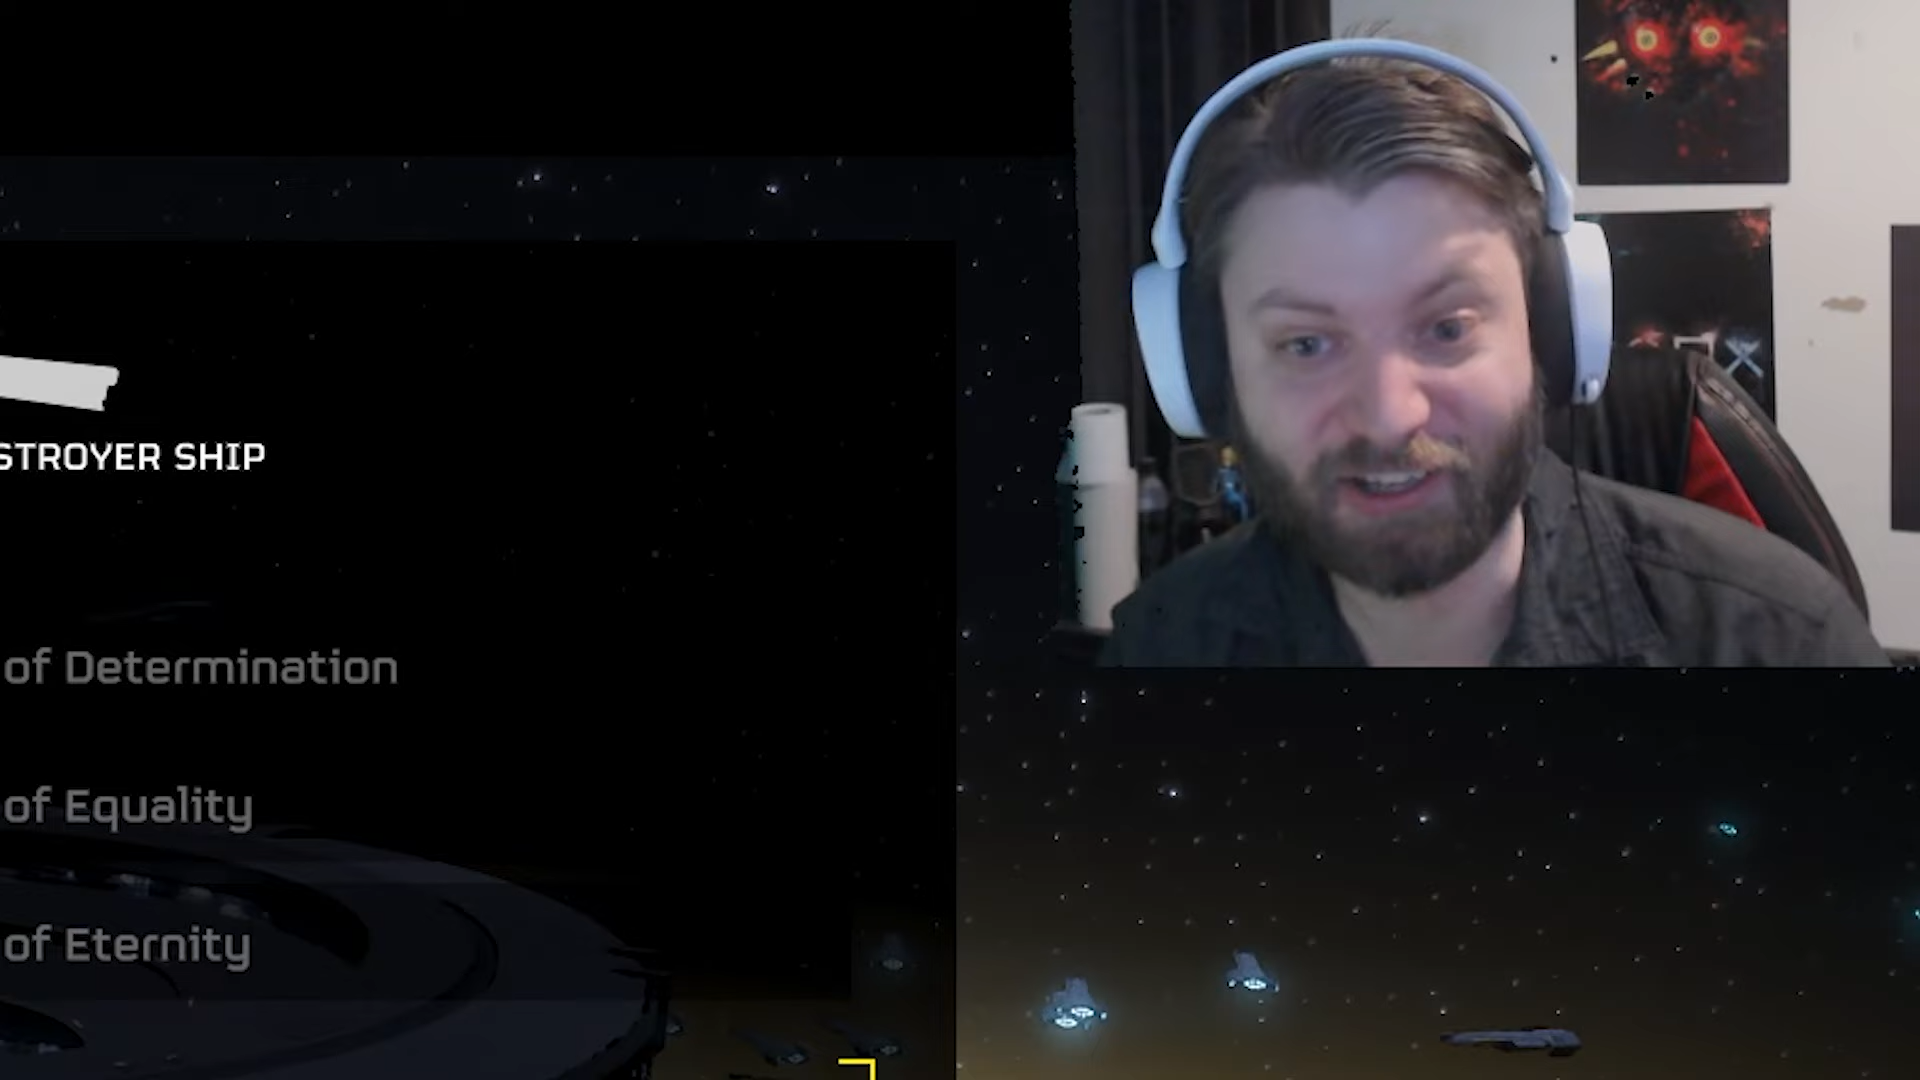 STROYER SHIP
of Determination
of Equality
of Eternity